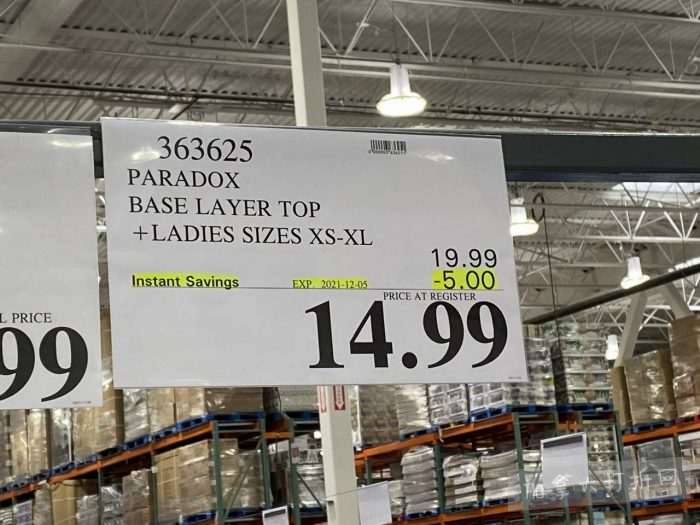 363625
PARADOX
BASE LAYER TOP
+LADIES SIZES XS-XL
19.99
Instant Savings EXP 2021-12-05 -5.00
PRICE AT REGISTER
14.99
L PRICE
99